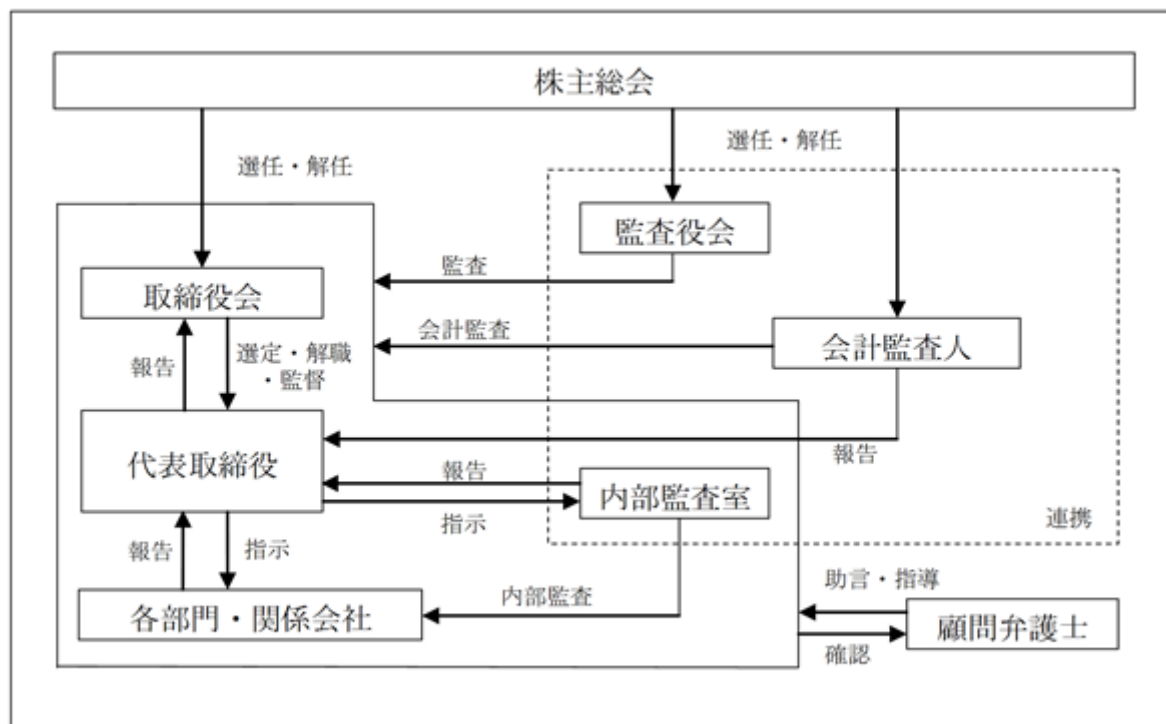 株主総会
選任・解任
選任・解任
監査役会
監査
取締役会
会計監査
会計監査人
報告
選定・解職
・監督
代表取締役
報告
報告
内部監査室
指示
連携
報告
指示
内部監査
助言・指導
各部門・関係会社
顧問弁護士
確認